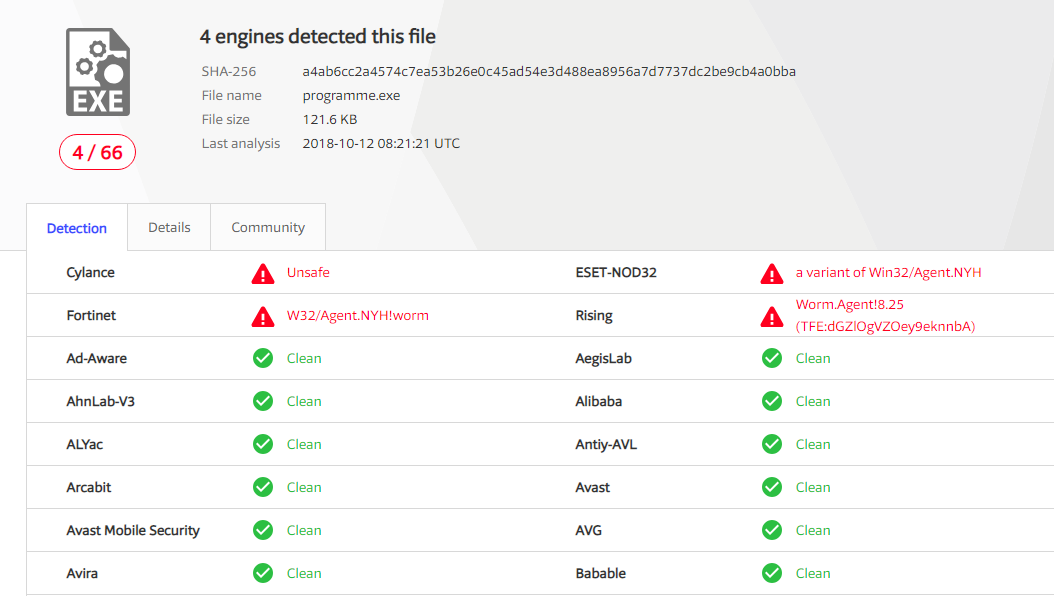 4 engines detected this file
SHA-256 a4ab6cc2a4574c7ea53b26e0c45ad54e3d488ea8956a7d7737dc2be9cb4a0bba
File name programme.exe
File size 121.6 KB
Last analysis 2018-10-12 08:21:21 UTC
EXE
4 / 66
Detection Details Community
Cylance Unsafe ESET-NOD32 a variant of Win32/Agent.NYH
Fortinet W32/Agent.NYH!worm Rising Worm.Agent!8.25
(TFE:dGZlOgVZOey9eknnbA)
Ad-Aware Clean AegisLab Clean
AhnLab-V3 Clean Alibaba Clean
ALYac Clean Antiy-AVL Clean
Arcabit Clean Avast Clean
Avast Mobile Security Clean AVG Clean
Avira Clean Babable Clean